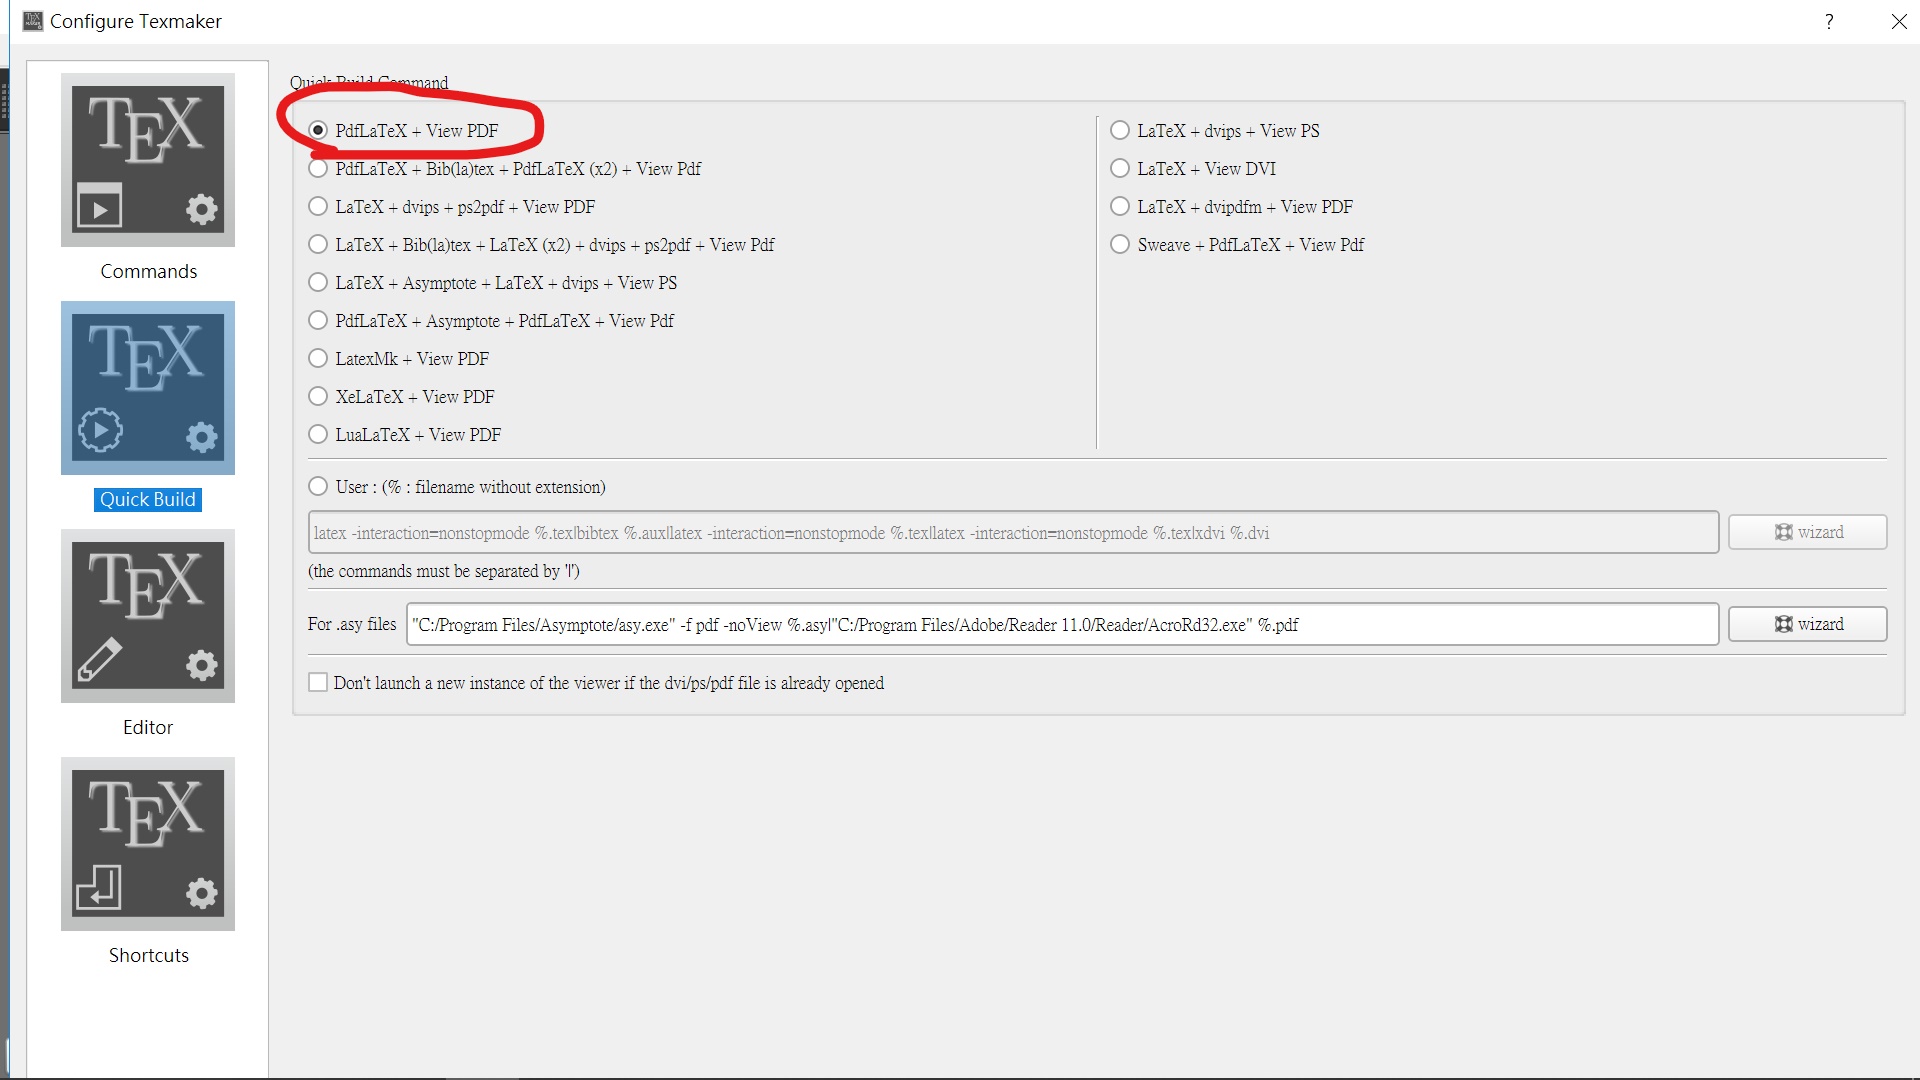 Configure Texmaker
?
TEX
Commands
TEX
Quick Build
TEX
Editor
TEX
Shortcuts
Quick Build Command
PdfLaTeX + View PDF
PdfLaTeX + Bib(la)tex + PdfLaTeX (x2) + View Pdf
LaTeX + dvips + ps2pdf + View PDF
LaTeX + Bib(la)tex + LaTeX (x2) + dvips + ps2pdf + View Pdf
LaTeX + Asymptote + LaTeX + dvips + View PS
PdfLaTeX + Asymptote + PdfLaTeX + View Pdf
LatexMk + View PDF
XeLaTeX + View PDF
LuaLaTeX + View PDF
LaTeX + dvips + View PS
LaTeX + View DVI
LaTeX + dvipdfm + View PDF
Sweave + PdfLaTeX + View Pdf
User : (% : filename without extension)
latex -interaction=nonstopmode %.tex|bibtex %.aux|latex -interaction=nonstopmode %.tex|latex -interaction=nonstopmode %.tex|xdvi %.dvi
wizard
(the commands must be separated by '|')
For .asy files
"C:/Program Files/Asymptote/asy.exe" -f pdf -noView %.asy|"C:/Program Files/Adobe/Reader 11.0/Reader/AcroRd32.exe" %.pdf
wizard
Don't launch a new instance of the viewer if the dvi/ps/pdf file is already opened